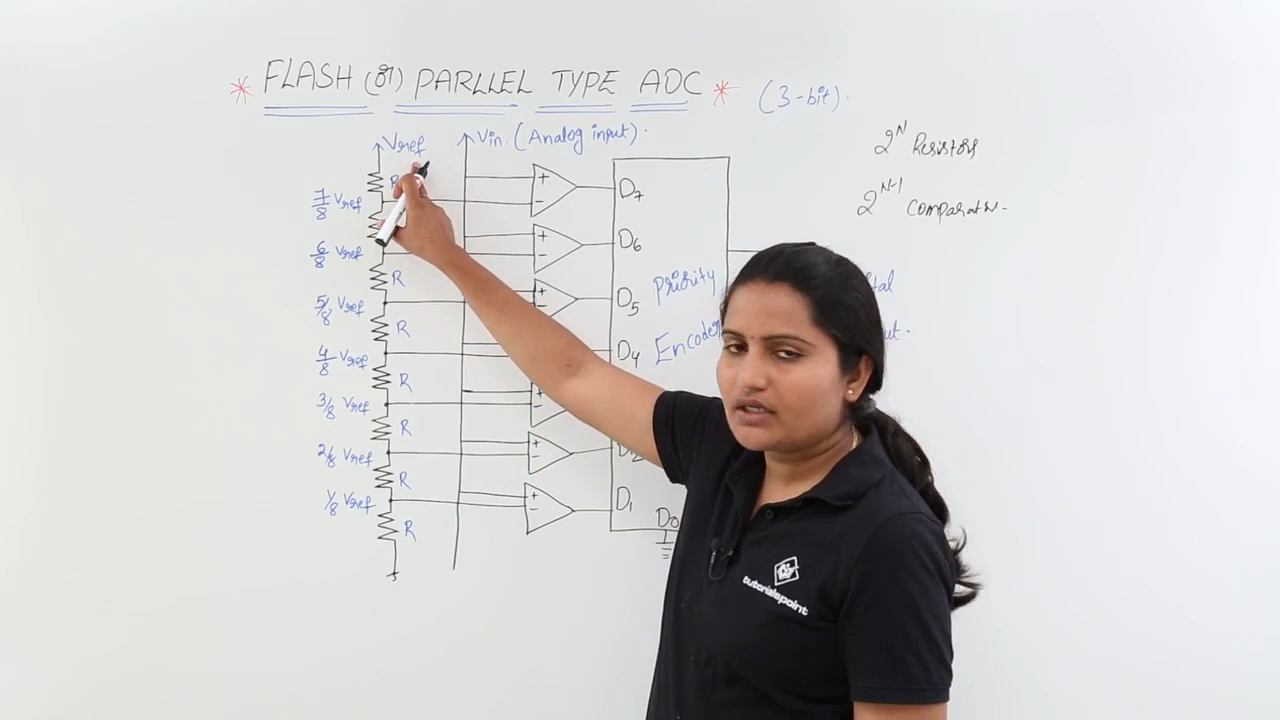 * FLASH (or) PARLLEL TYPE ADC * (3-bit).
Vref
Vin. (Analog input).
2^N Resistors
2^N-1 comparators.
R
7/8 Vref
6/8 Vref
R
5/8 Vref
R
4/8 Vref
R
3/8 Vref
R
2/8 Vref
R
1/8 Vref
R
+ - D7
+ - D6
+ - D5
D4
+ -
+ - D2
+ - D1
D0
Priority
Encoder
tutorialspoint